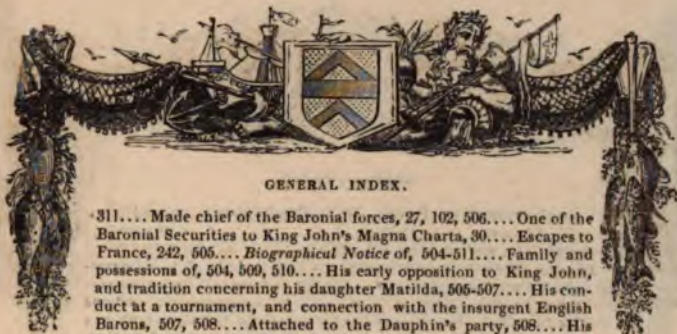 GENERAL INDEX.
311.... Made chief of the Baronial forces, 27, 102, 506.... One of the
Baronial Securities to King John's Magna Charta, 30.... Escapes to
France, 242, 505.... Biographical Notice of, 504-511.... Family and
possessions of, 504, 509, 510.... His early opposition to King John,
and tradition concerning his daughter Matilda, 505-507.... His con-
duct at a tournament, and connection with the insurgent English
Barons, 507, 508.... Attached to the Dauphin's party, 508.... His